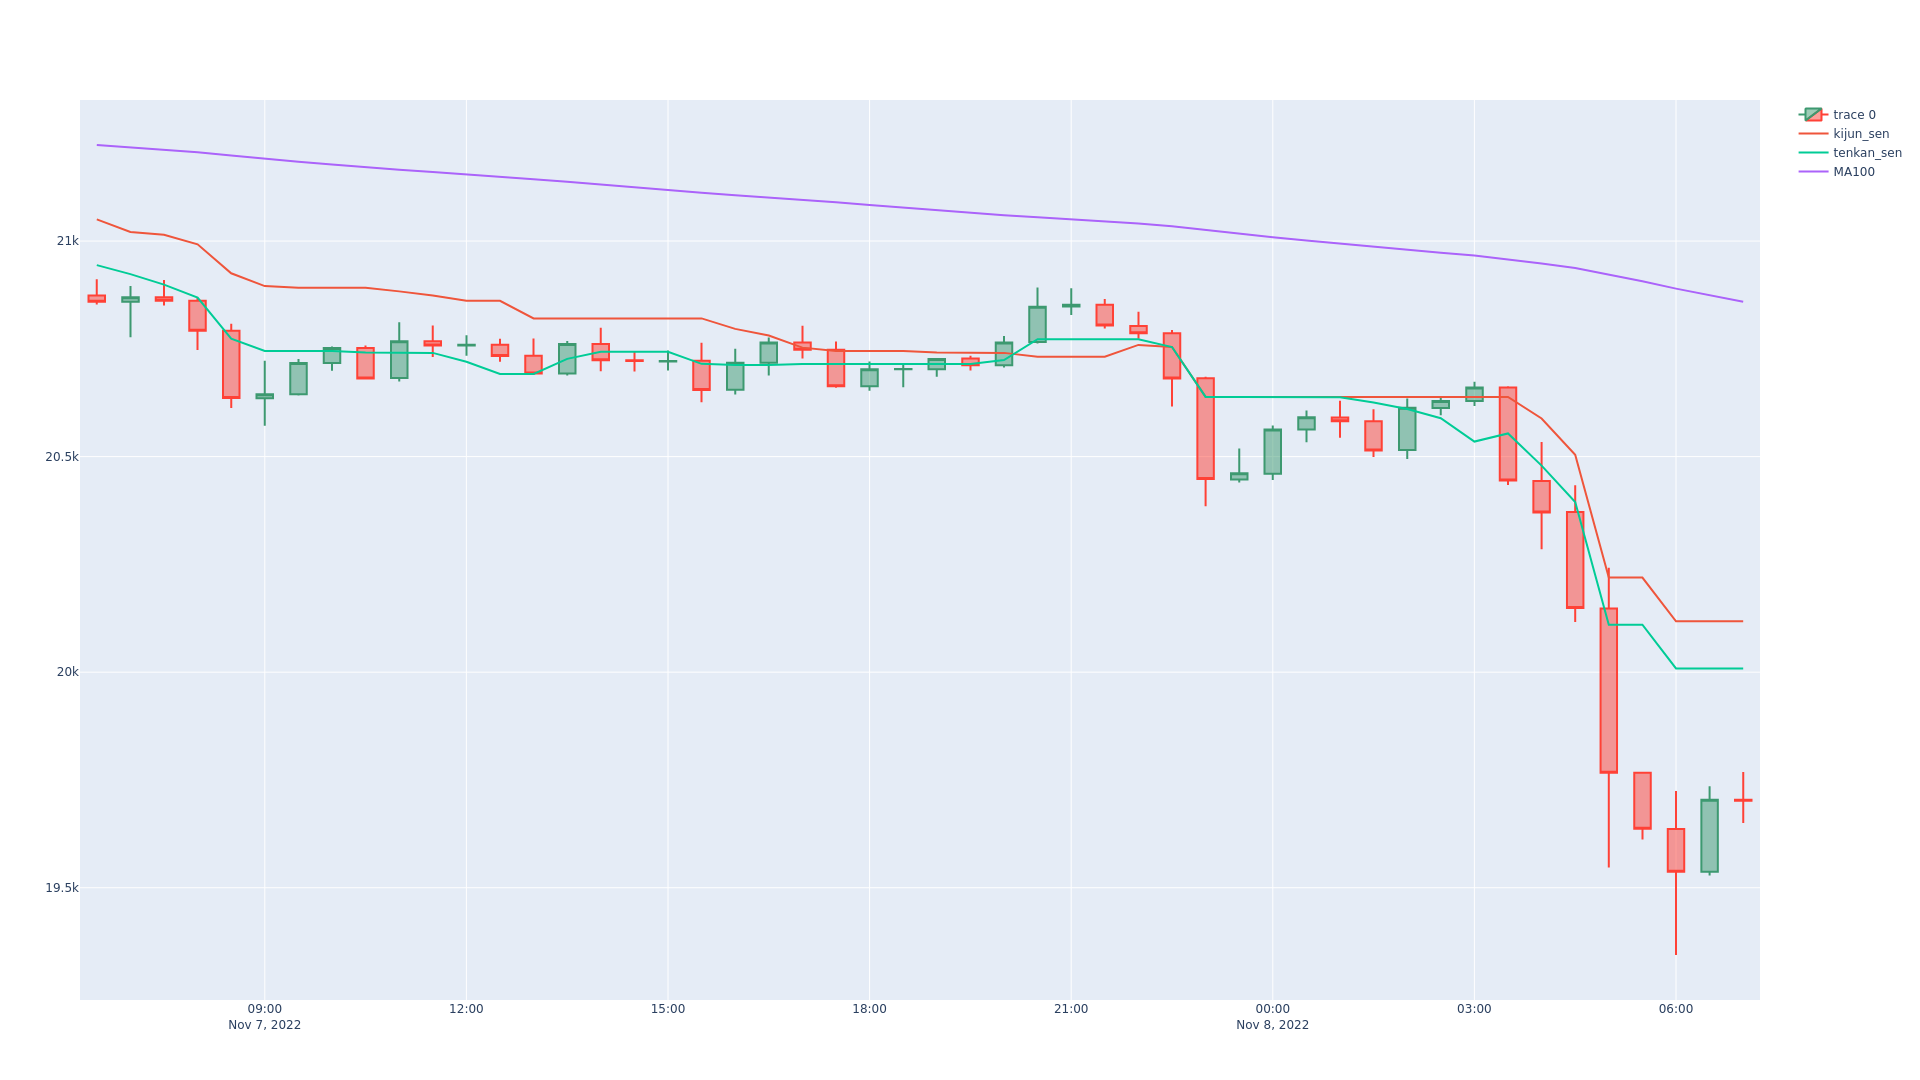 trace 0
kijun_sen
tenkan_sen
MA100
21k
20.5k
20k
19.5k
09:00 12:00 15:00 18:00 21:00 00:00 03:00 06:00
Nov 7, 2022 Nov 8, 2022